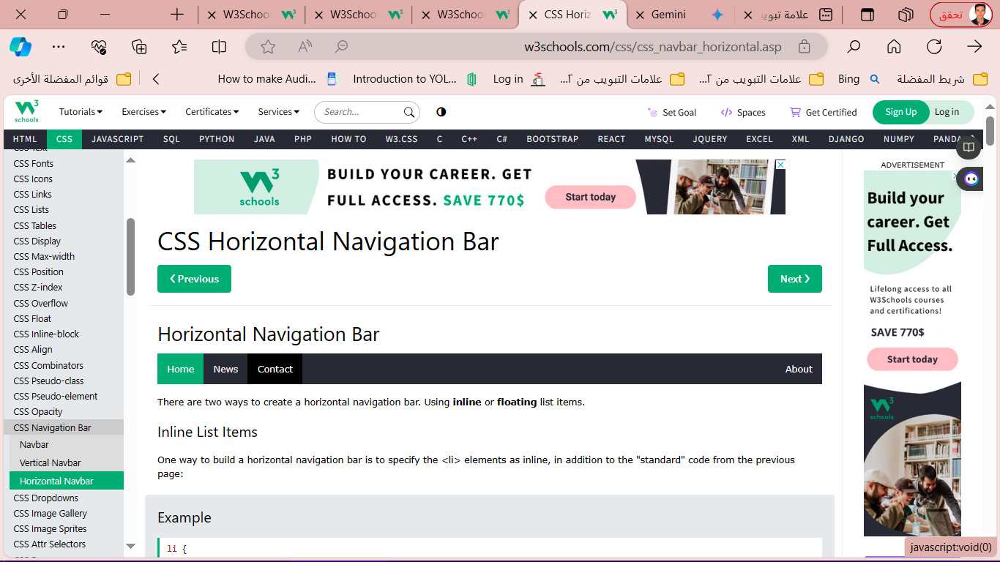 W3School
W3School
W3School
CSS Horiz
Gemini
علامة تبوي
تحقق
w3schools.com/css/css_navbar_horizontal.asp
قوائم المفضلة الأخرى
How to make Audi...
Introduction to YOL...
Log in
علامات التبويب من ٢...
علامات التبويب من ٢...
Bing
شريط المفضلة
W3
schools
Tutorials
Exercises
Certificates
Services
Search...
Set Goal
Spaces
Get Certified
Sign Up
Log in
HTML CSS JAVASCRIPT SQL PYTHON JAVA PHP HOW TO W3.CSS C C++ C# BOOTSTRAP REACT MYSQL JQUERY EXCEL XML DJANGO NUMPY PANDA
CSS Text
CSS Fonts
CSS Icons
CSS Links
CSS Lists
CSS Tables
CSS Display
CSS Max-width
CSS Position
CSS Z-index
CSS Overflow
CSS Float
CSS Inline-block
CSS Align
CSS Combinators
CSS Pseudo-class
CSS Pseudo-element
CSS Opacity
CSS Navigation Bar
Navbar
Vertical Navbar
Horizontal Navbar
CSS Dropdowns
CSS Image Gallery
CSS Image Sprites
CSS Attr Selectors
W3
schools
BUILD YOUR CAREER. GET
FULL ACCESS. SAVE 770$
Start today
CSS Horizontal Navigation Bar
❮ Previous
Next ❯
Horizontal Navigation Bar
Home News Contact About
There are two ways to create a horizontal navigation bar. Using inline or floating list items.
Inline List Items
One way to build a horizontal navigation bar is to specify the <li> elements as inline, in addition to the "standard" code from the previous
page:
Example
li {
ADVERTISEMENT
Build your
career. Get
Full Access.
Lifelong access to all
W3Schools courses
and certifications!
SAVE 770$
Start today
W3
schools
javascript:void(0)